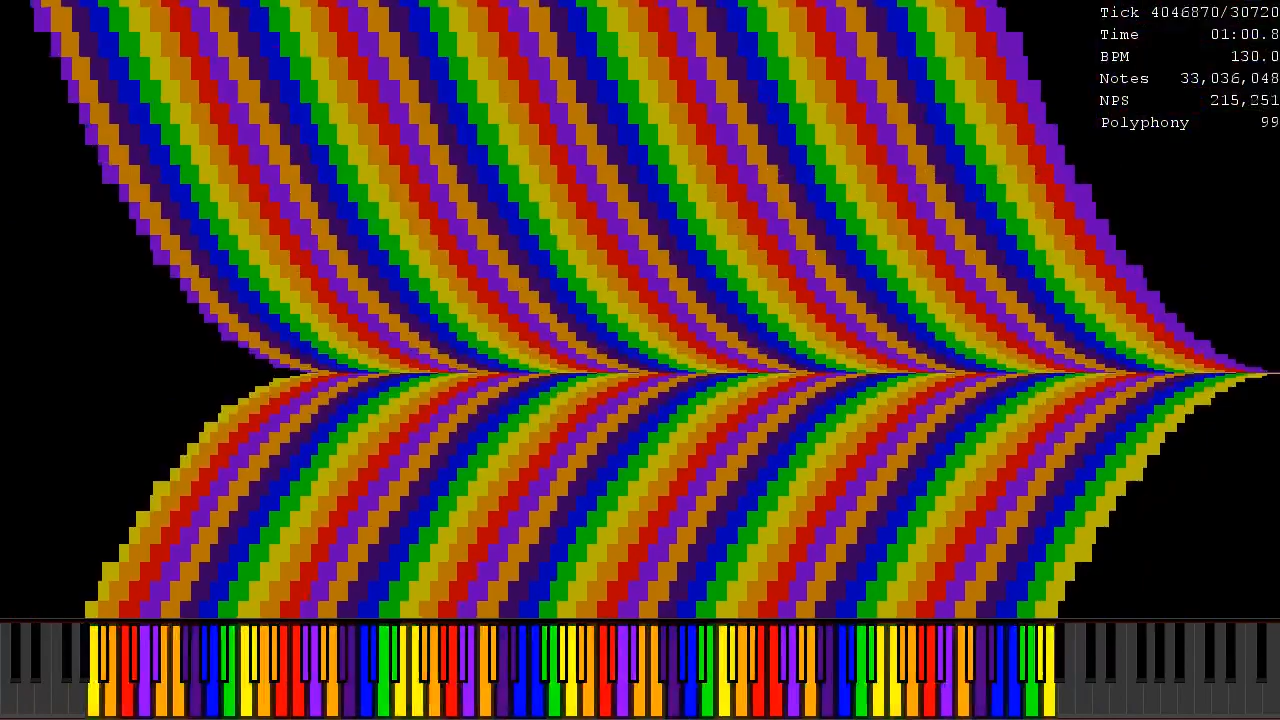 Tick 4046870/30720
Time 01:00.8
BPM 130.0
Notes 33,036,048
NPS 215,251
Polyphony 99